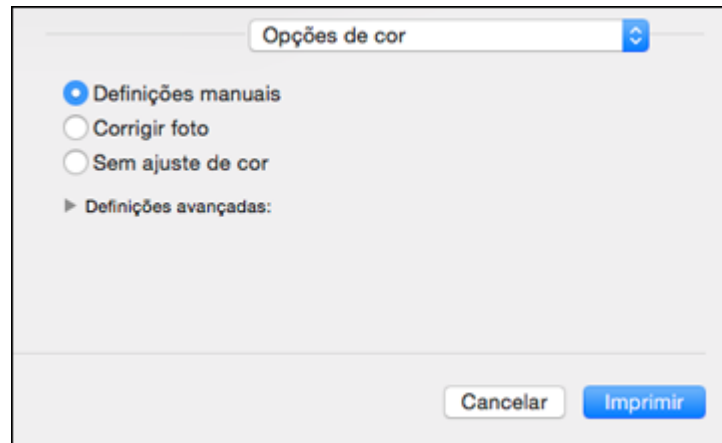 Opções de cor
Definições manuais
Corrigir foto
Sem ajuste de cor
Definições avançadas:
Cancelar Imprimir